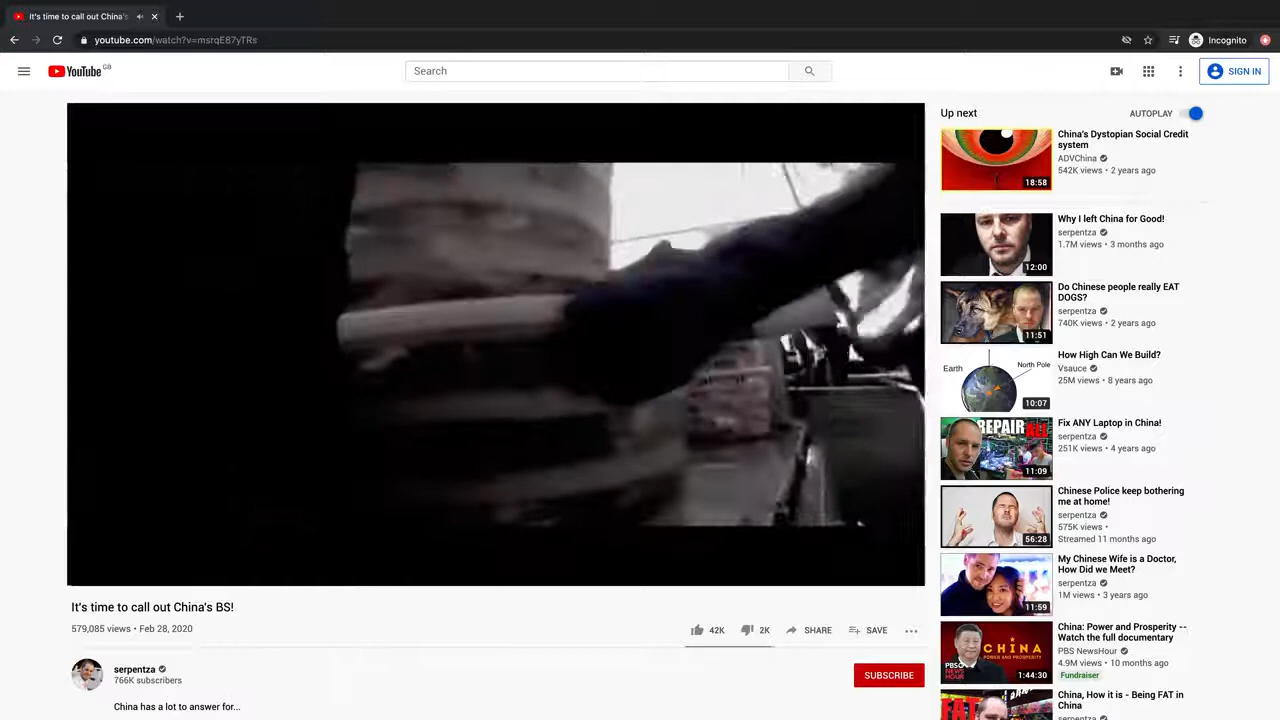 It's time to call out China's
youtube.com/watch?v=msrqE87yTRs
Incognito
YouTube GB
Search
SIGN IN
Up next
AUTOPLAY
China's Dystopian Social Credit
system
ADVChina
542K views • 2 years ago
18:58
Why I left China for Good!
serpentza
1.7M views • 3 months ago
12:00
Do Chinese people really EAT
DOGS?
serpentza
740K views • 2 years ago
11:51
How High Can We Build?
Vsauce
25M views • 8 years ago
Earth
North Pole
10:07
Fix ANY Laptop in China!
serpentza
251K views • 4 years ago
REPAIR ALL
11:09
Chinese Police keep bothering
me at home!
serpentza
575K views •
Streamed 11 months ago
56:28
My Chinese Wife is a Doctor,
How Did we Meet?
serpentza
1M views • 3 years ago
11:59
China: Power and Prosperity --
Watch the full documentary
PBS NewsHour
4.9M views • 10 months ago
Fundraiser
CHINA
POWER AND PROSPERITY
PBS
NEWS
HOUR
1:44:30
China, How it is - Being FAT in
China
serpentza
FAT
It's time to call out China's BS!
579,085 views • Feb 28, 2020
42K
2K
SHARE
SAVE
serpentza
766K subscribers
SUBSCRIBE
China has a lot to answer for...